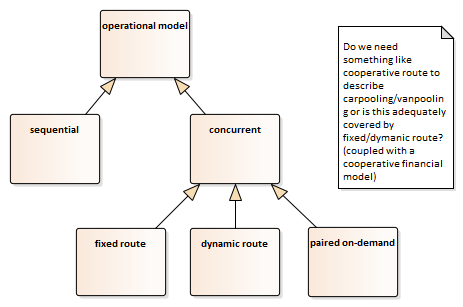 operational model
sequential
concurrent
fixed route
dynamic route
paired on-demand
Do we need
something like
cooperative route to
describe
carpooling/vanpoolin
g or is this adequately
covered by
fixed/dymanic route?
(coupled with a
cooperative financial
model)